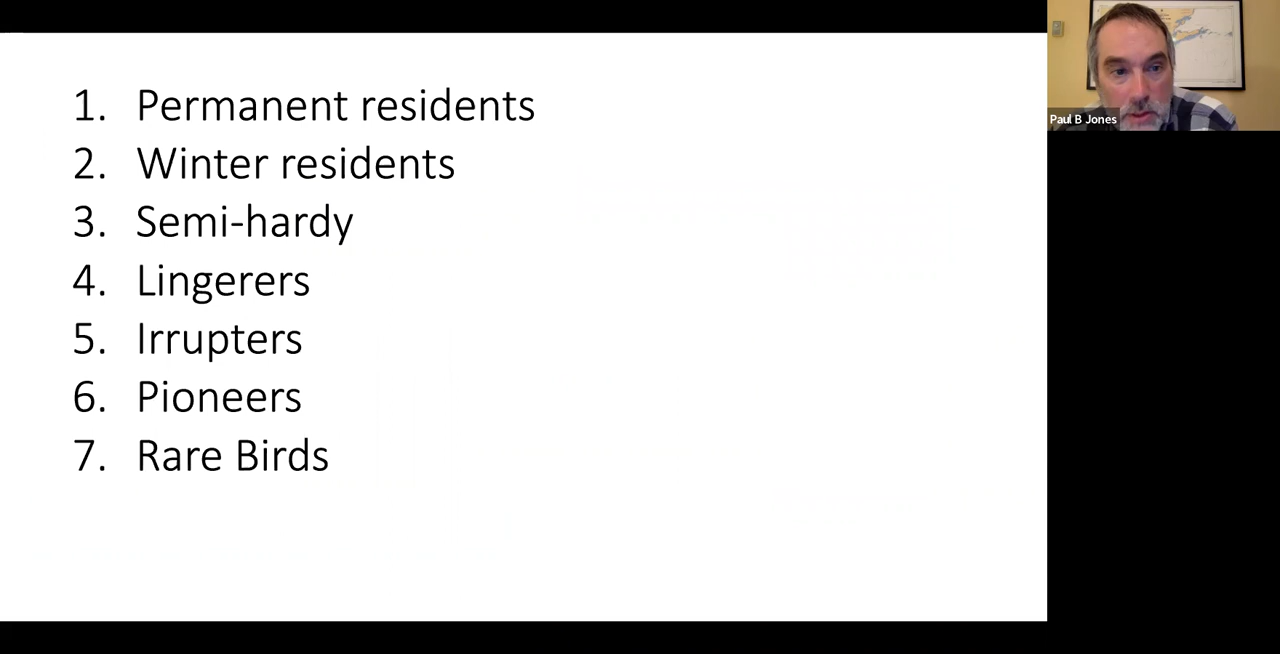 1. Permanent residents
2. Winter residents
3. Semi-hardy
4. Lingerers
5. Irrupters
6. Pioneers
7. Rare Birds
Paul B Jones